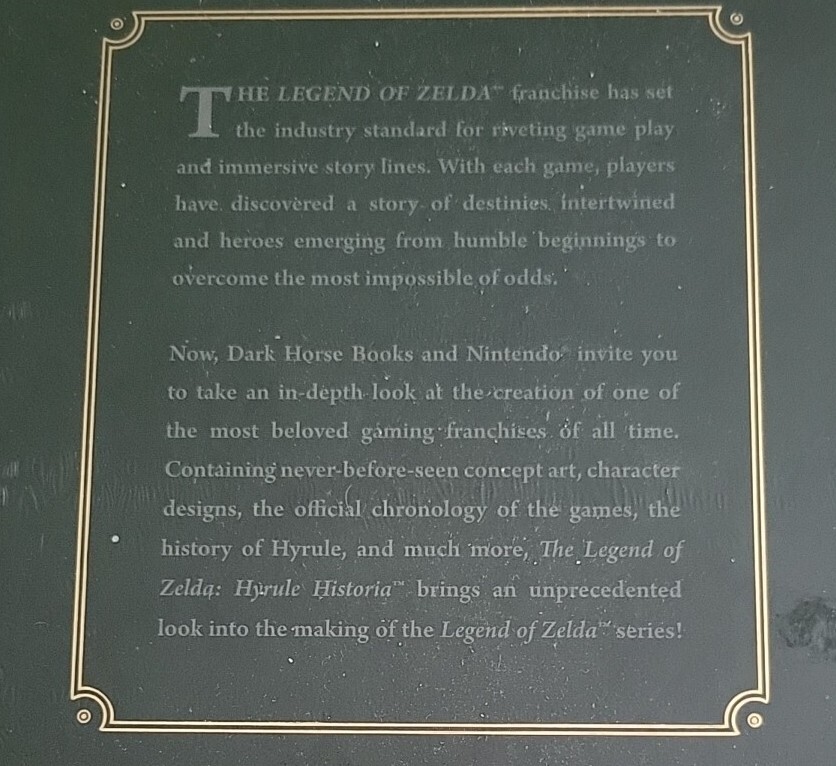 THE LEGEND OF ZELDA™ franchise has set
the industry standard for riveting game play
and immersive story lines. With each game, players
have discovered a story of destinies intertwined
and heroes emerging from humble beginnings to
overcome the most impossible of odds.
Now, Dark Horse Books and Nintendo® invite you
to take an in-depth look at the creation of one of
the most beloved gaming franchises of all time.
Containing never-before-seen concept art, character
designs, the official chronology of the games, the
history of Hyrule, and much more, The Legend of
Zelda: Hyrule Historia™ brings an unprecedented
look into the making of the Legend of Zelda™ series!